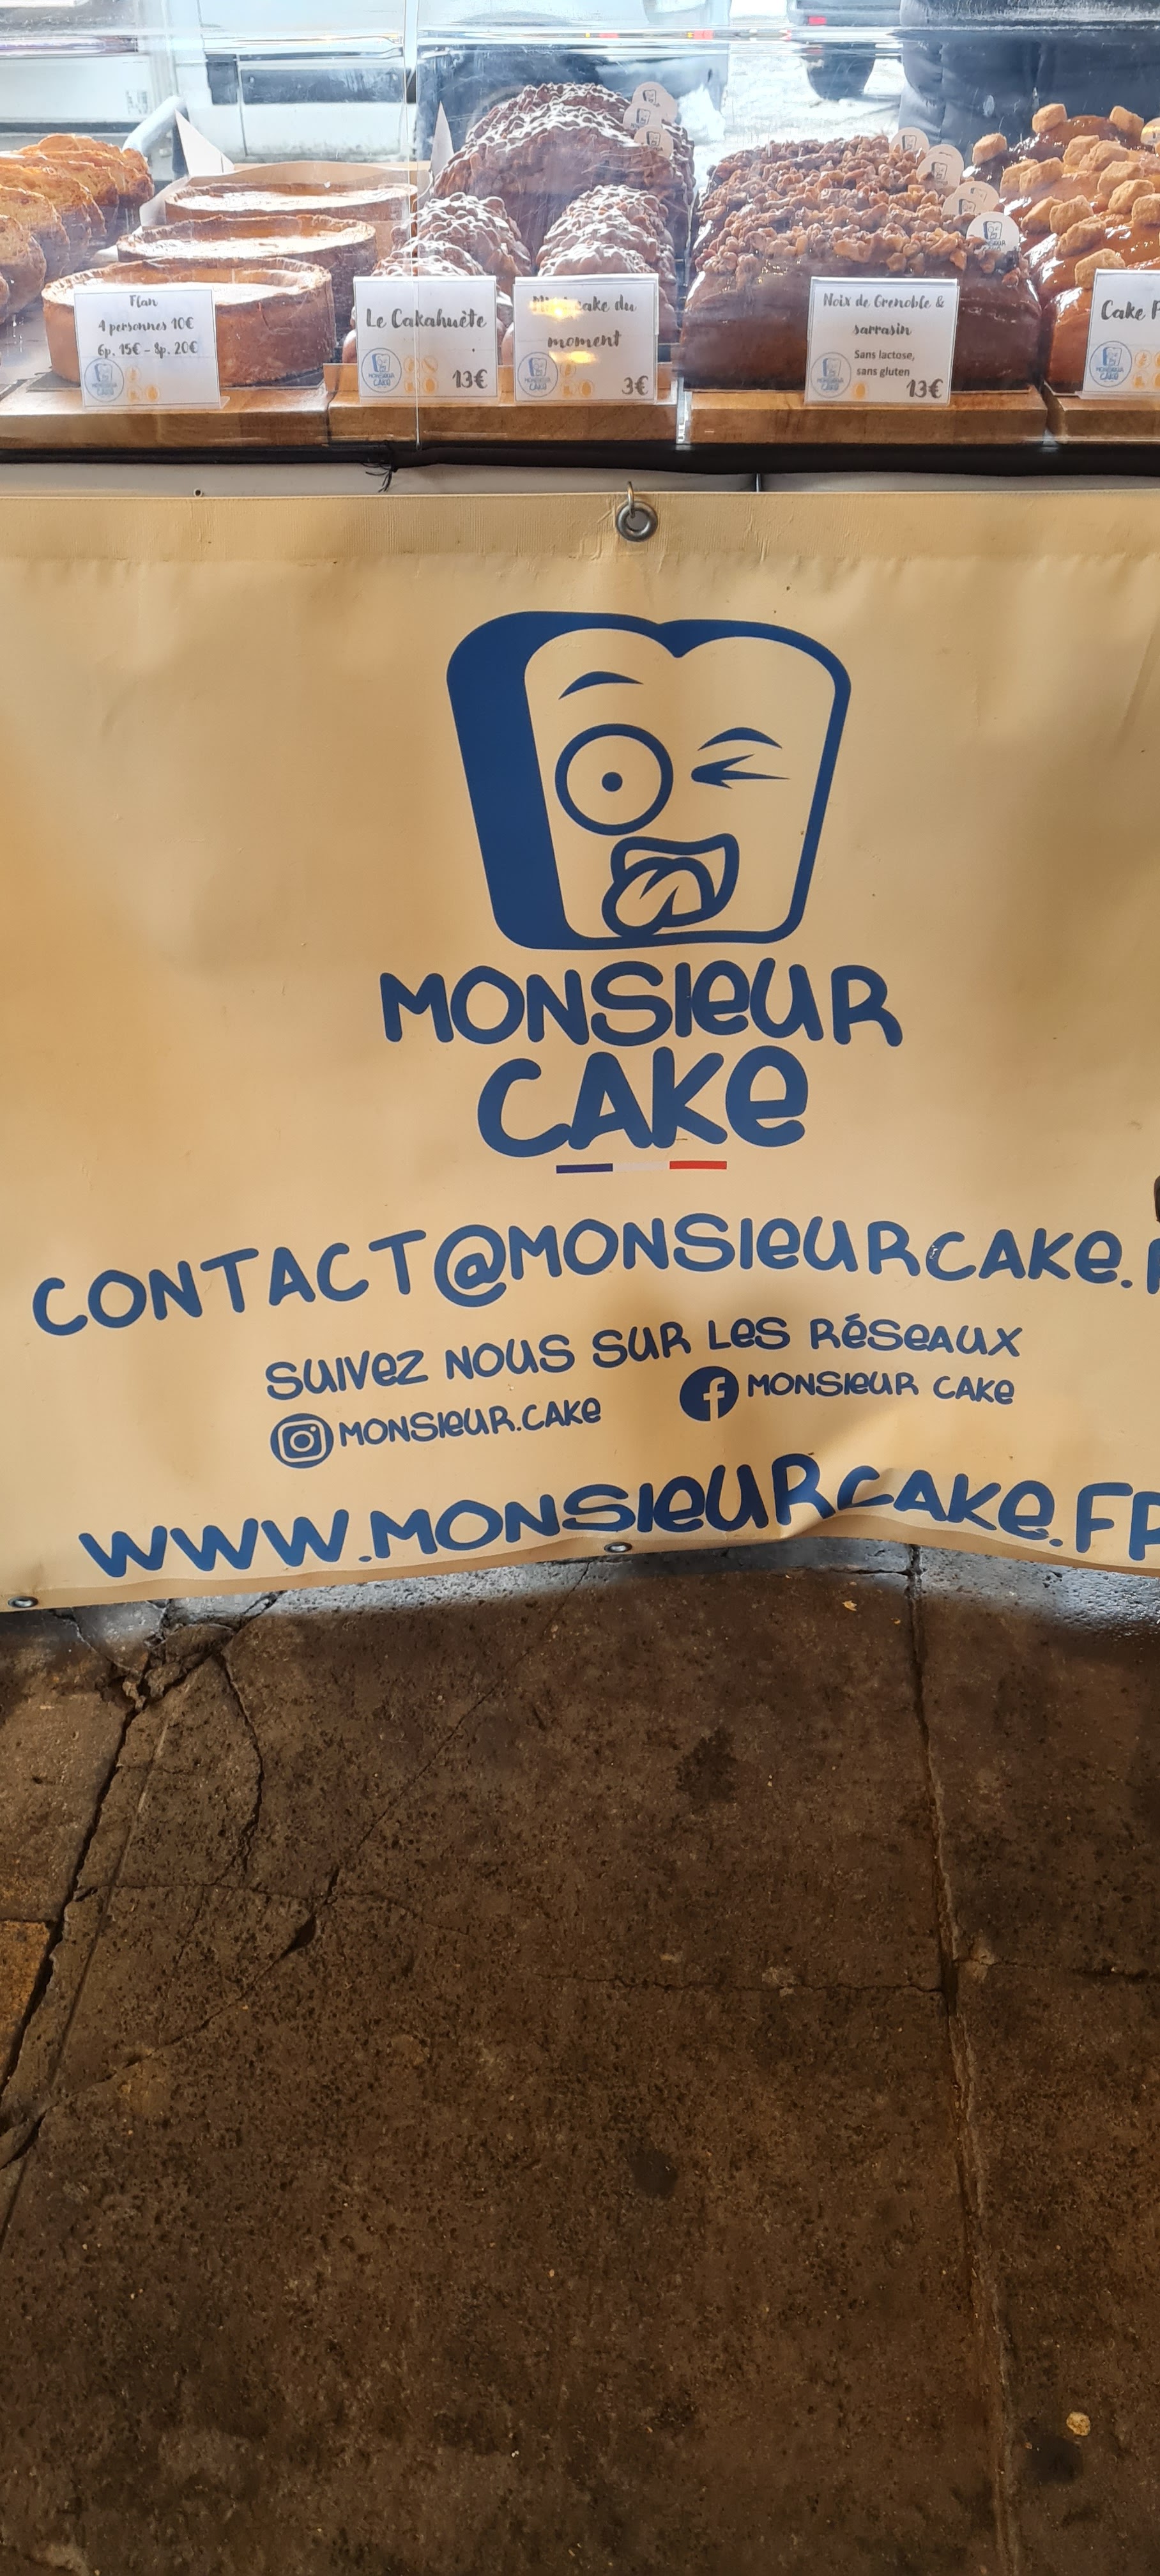 Flan
4 personnes 10€
6p. 15€ - 8p. 20€
Le Cakahuète
13€
cake du
moment
3€
Noix de Grenoble &
sarrasin
Sans lactose,
sans gluten
13€
Cake
MONSIEUR
CAKE
CONTACT@MONSIEURCAKE.
SUIVEZ NOUS SUR LES RÉSEAUX
MONSIEUR.CAKE
MONSIEUR CAKE
WWW.MONSIEURCAKE.FR